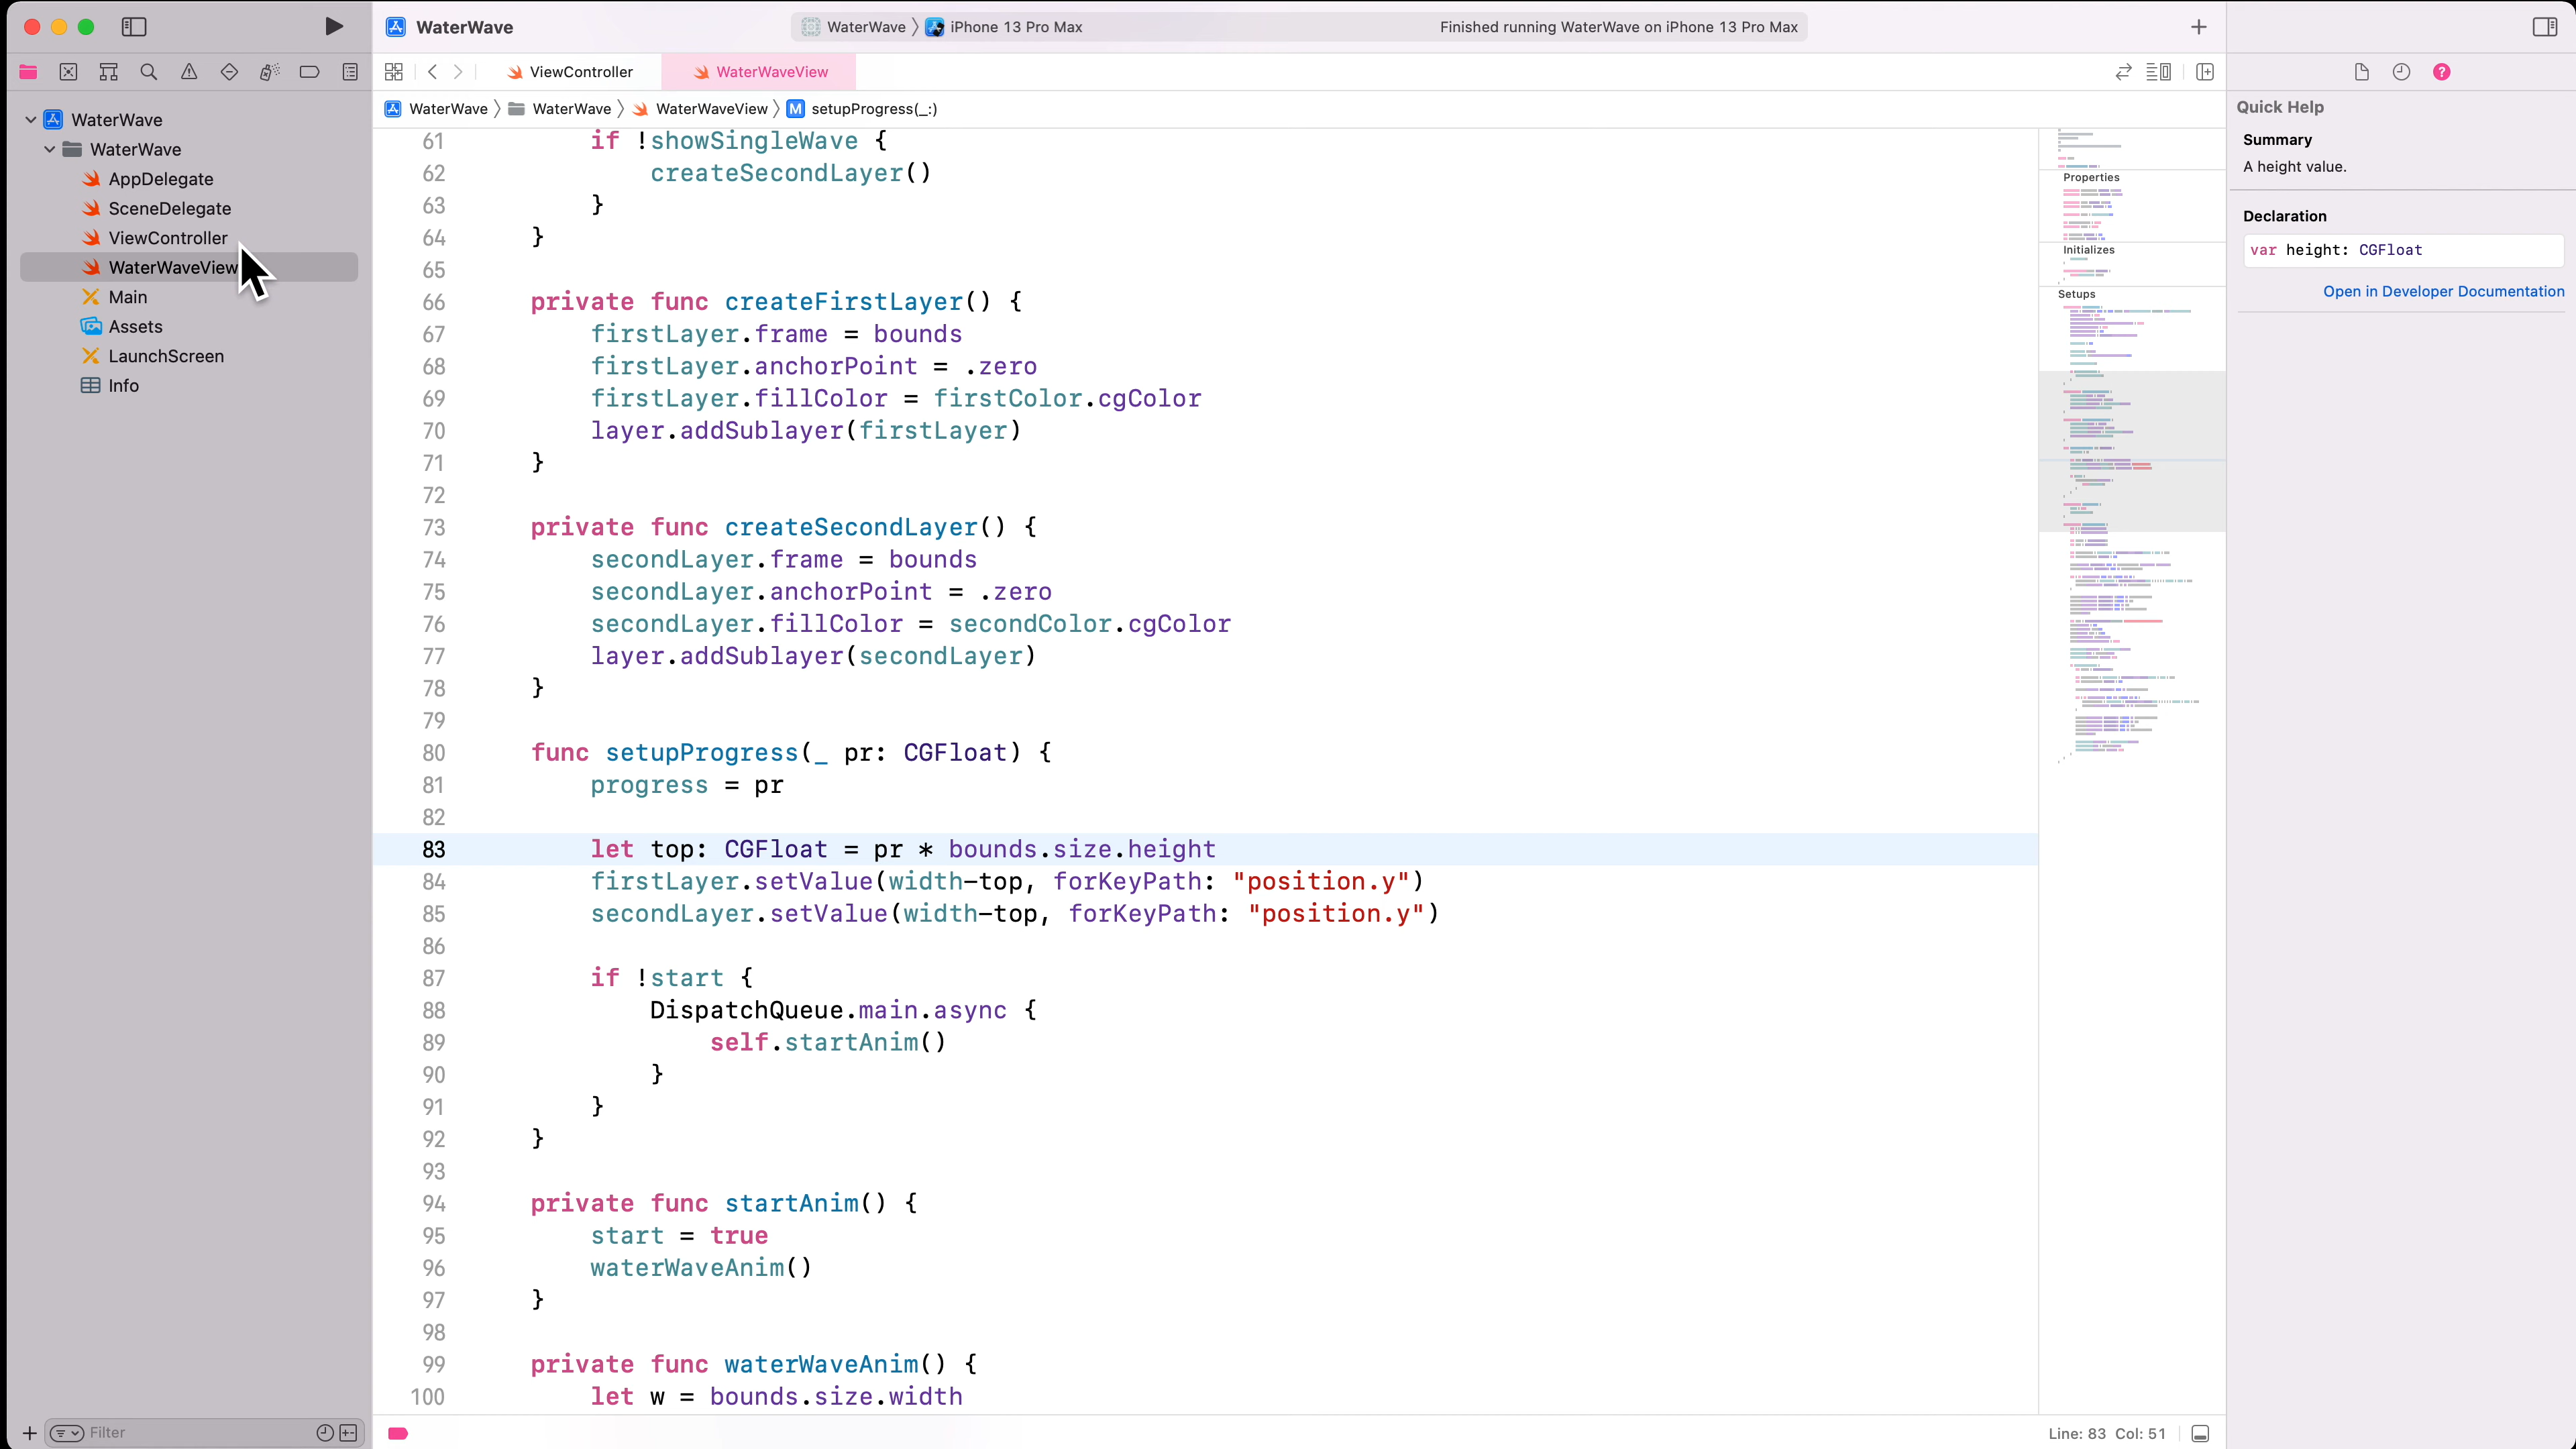 WaterWave
WaterWave
iPhone 13 Pro Max
Finished running WaterWave on iPhone 13 Pro Max
ViewController
WaterWaveView
WaterWave
WaterWave
WaterWaveView
M
setupProgress(_:)
WaterWave
WaterWave
AppDelegate
SceneDelegate
ViewController
WaterWaveView
Main
Assets
LaunchScreen
Info
Filter
61 if !showSingleWave {
62 createSecondLayer()
63 }
64 }
65
66 private func createFirstLayer() {
67 firstLayer.frame = bounds
68 firstLayer.anchorPoint = .zero
69 firstLayer.fillColor = firstColor.cgColor
70 layer.addSublayer(firstLayer)
71 }
72
73 private func createSecondLayer() {
74 secondLayer.frame = bounds
75 secondLayer.anchorPoint = .zero
76 secondLayer.fillColor = secondColor.cgColor
77 layer.addSublayer(secondLayer)
78 }
79
80 func setupProgress(_ pr: CGFloat) {
81 progress = pr
82
83 let top: CGFloat = pr * bounds.size.height
84 firstLayer.setValue(width-top, forKeyPath: "position.y")
85 secondLayer.setValue(width-top, forKeyPath: "position.y")
86
87 if !start {
88 DispatchQueue.main.async {
89 self.startAnim()
90 }
91 }
92 }
93
94 private func startAnim() {
95 start = true
96 waterWaveAnim()
97 }
98
99 private func waterWaveAnim() {
100 let w = bounds.size.width
Properties
Initializes
Setups
Line: 83 Col: 51
?
Quick Help
Summary
A height value.
Declaration
var height: CGFloat
Open in Developer Documentation